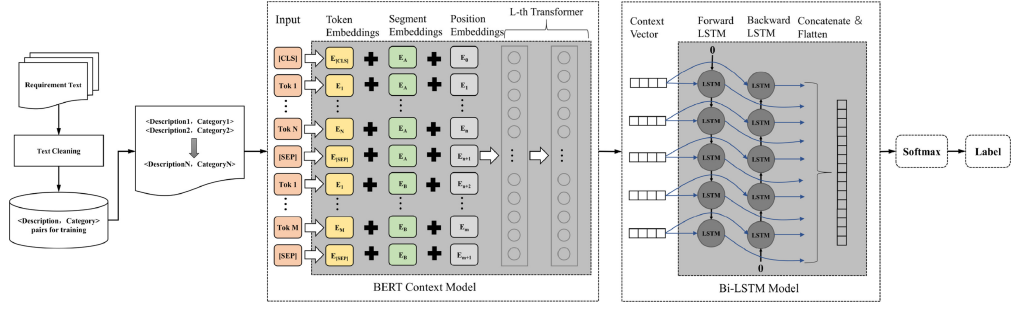 Requirement Text
Text Cleaning
<Description, Category>
pairs for training
<Description1, Category1>
<Description2, Category2>
<DescriptionN, CategoryN>
Input
Token
Embeddings
Segment
Embeddings
Position
Embeddings
L-th Transformer
[CLS] E[CLS] EA E0
Tok 1 E1 EA E1
Tok N EN EA En
[SEP] E[SEP] EA En+1
Tok 1 E1 EB En+2
Tok M EM EB Em
[SEP] E[SEP] EB Em+1
BERT Context Model
Context
Vector
Forward
LSTM
Backward
LSTM
Concatenate &
Flatten
0
LSTM LSTM
LSTM LSTM
LSTM LSTM
LSTM LSTM
LSTM LSTM
0
Bi-LSTM Model
Softmax
Label